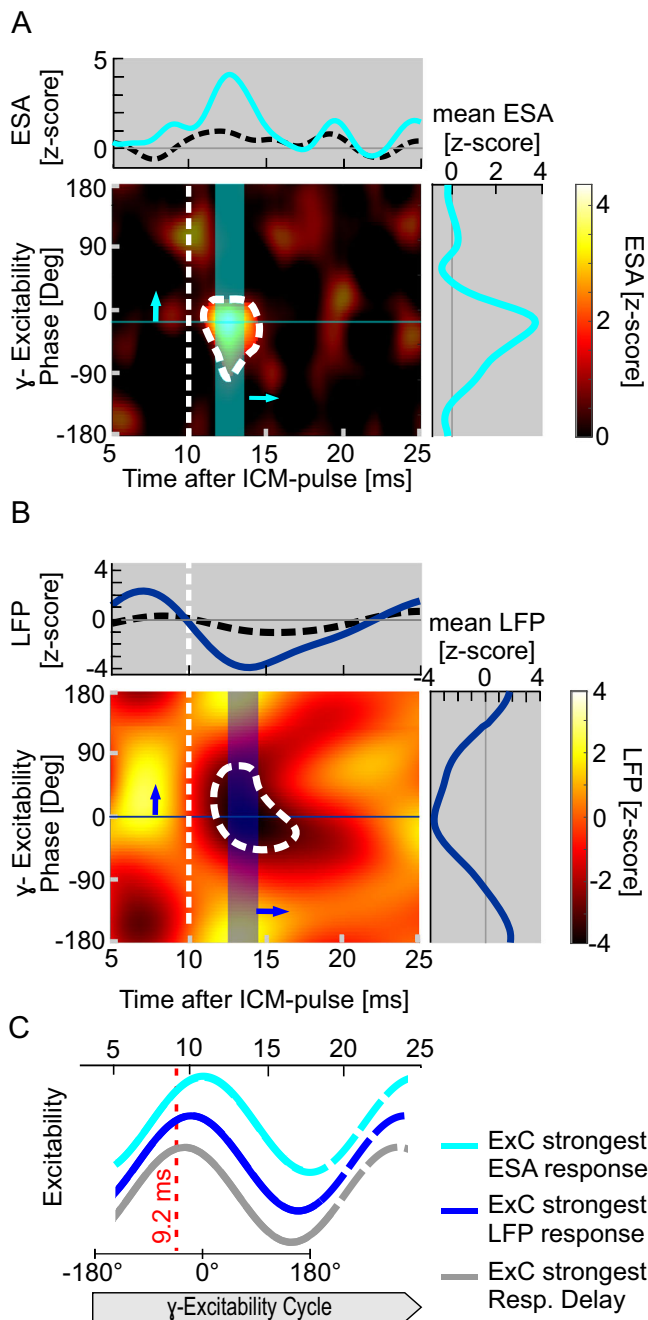 A
5
0
ESA
[z-score]
mean ESA
[z-score]
0 2 4
180
90
0
-90
-180
γ- Excitability
Phase [Deg]
5 10 15 20 25
Time after ICM-pulse [ms]
4
2
0
ESA [z-score]
B
4
0
-4
LFP
[z-score]
mean LFP
[z-score]
-4 0 4
180
90
0
-90
-180
γ- Excitability
Phase [Deg]
5 10 15 20 25
Time after ICM-pulse [ms]
4
2
0
-2
-4
LFP [z-score]
C
5 10 15 20 25
Excitability
9.2 ms
-180° 0° 180°
γ-Excitability Cycle
ExC strongest
ESA response
ExC strongest
LFP response
ExC strongest
Resp. Delay